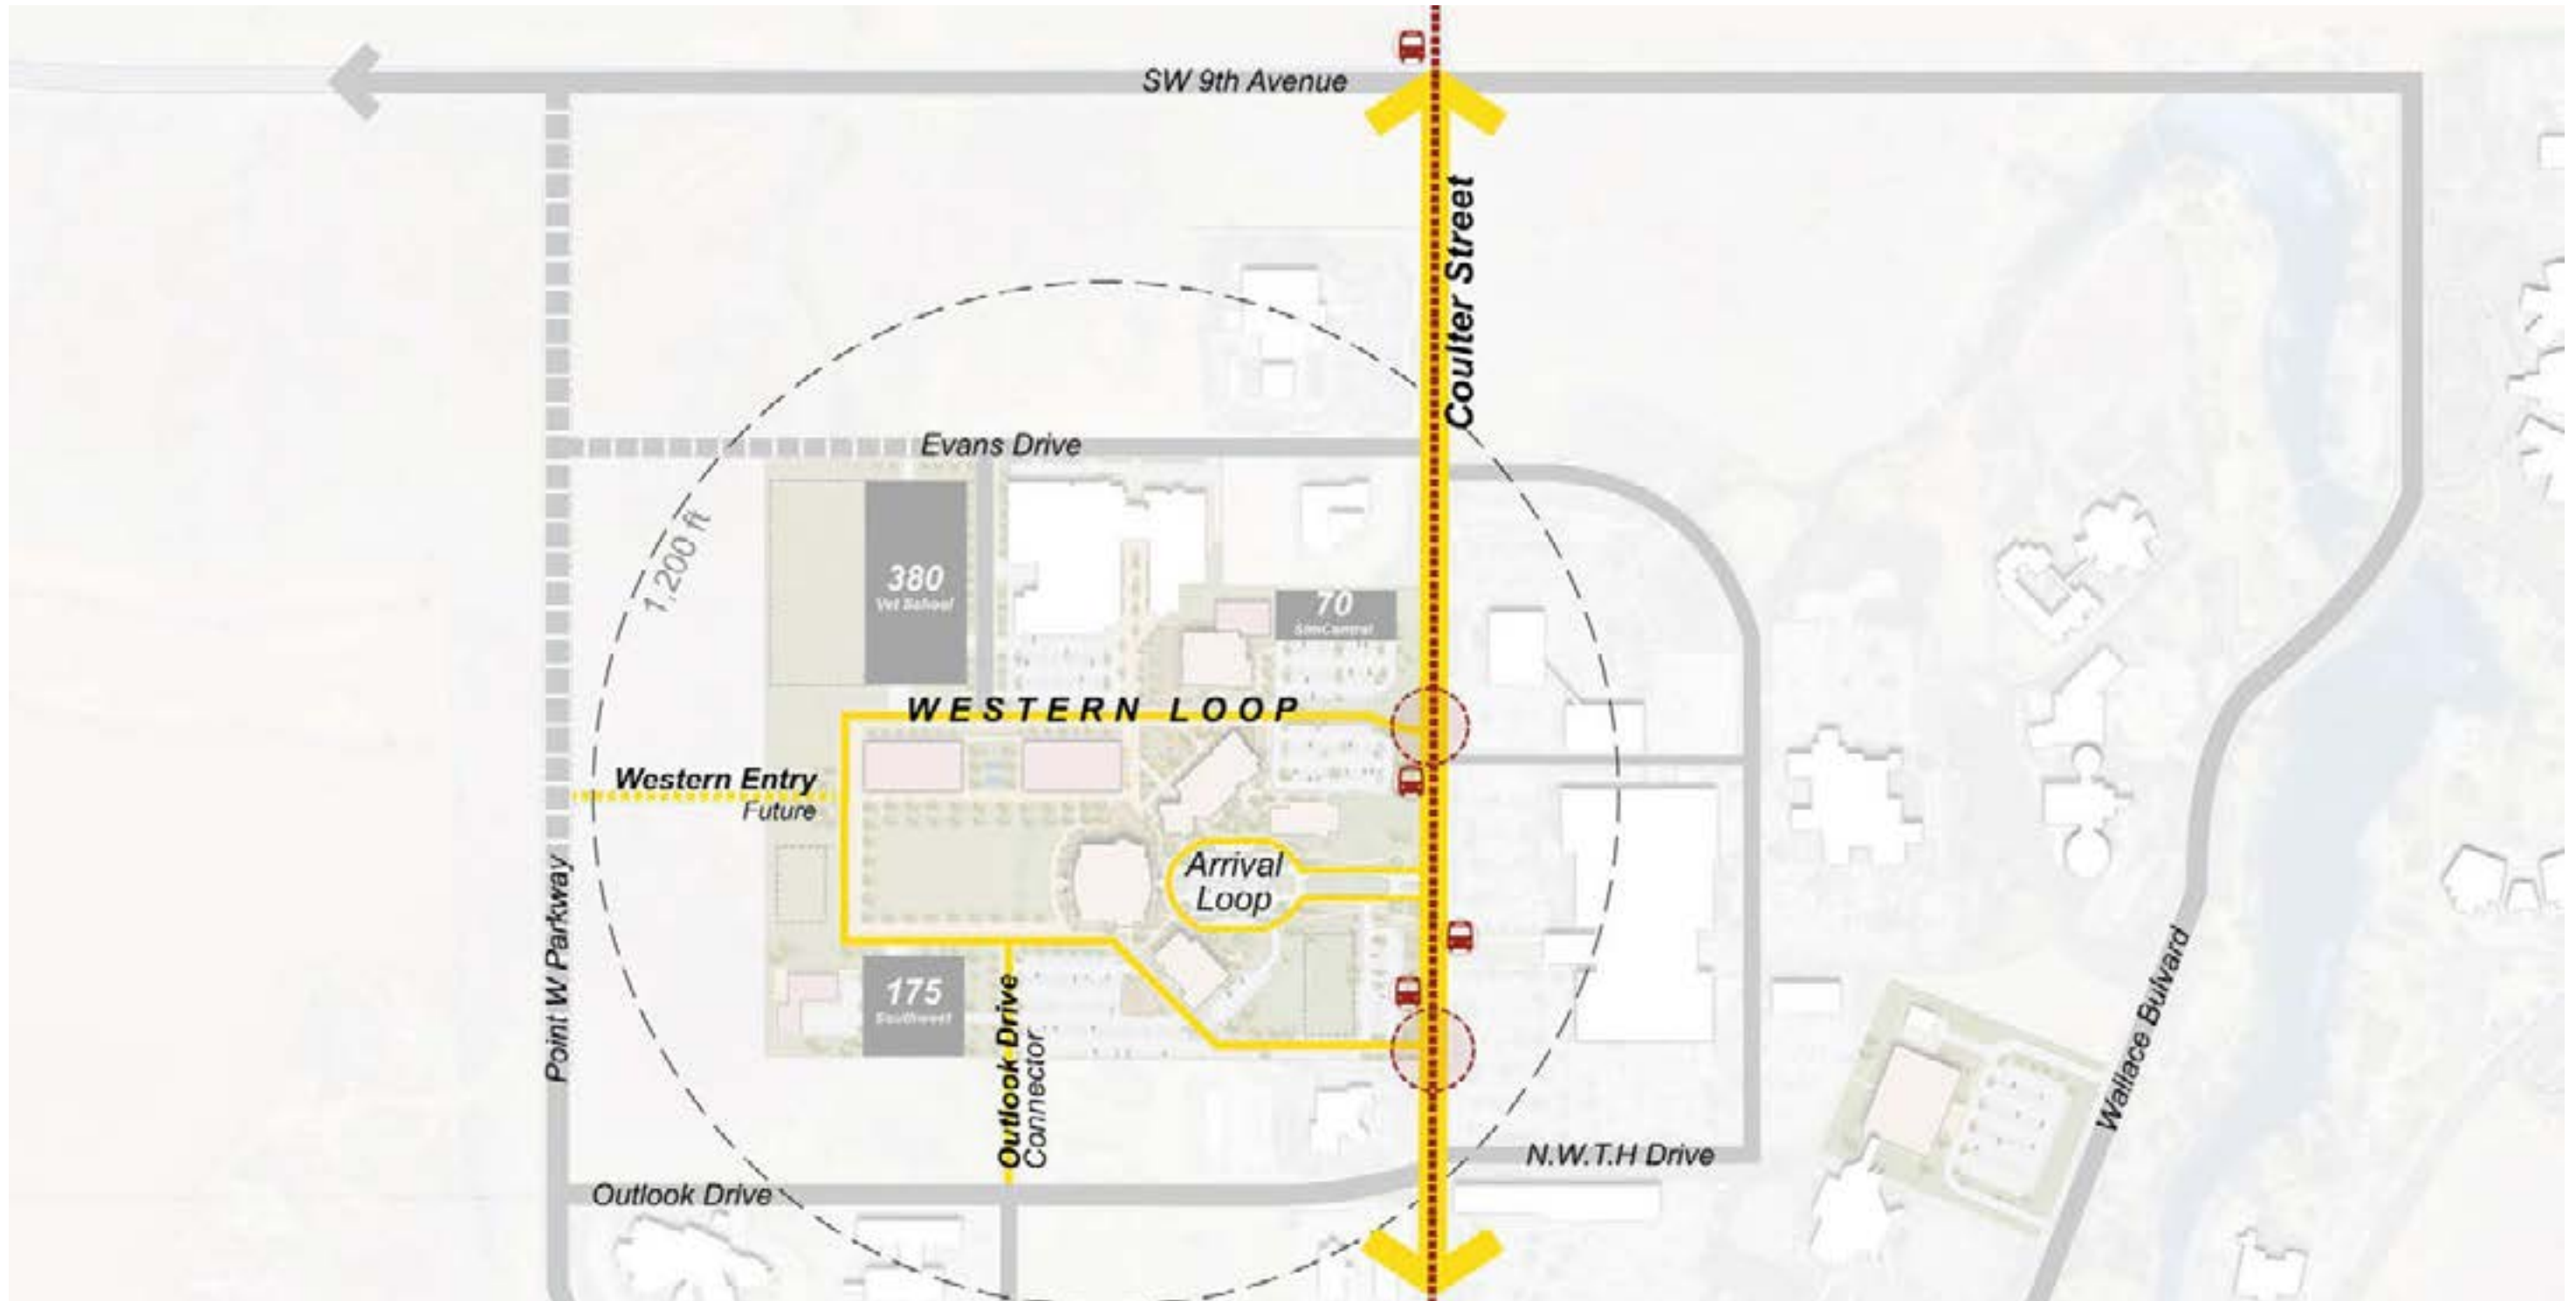 SW 9th Avenue
Coulter Street
Evans Drive
1,200 ft
380
Vet School
70
SimCentral
WESTERN LOOP
Western Entry
Future
Arrival
Loop
Point W Parkway
175
Southwest
Outlook Drive
Connector
Wallace Bulvard
N.W.T.H Drive
Outlook Drive